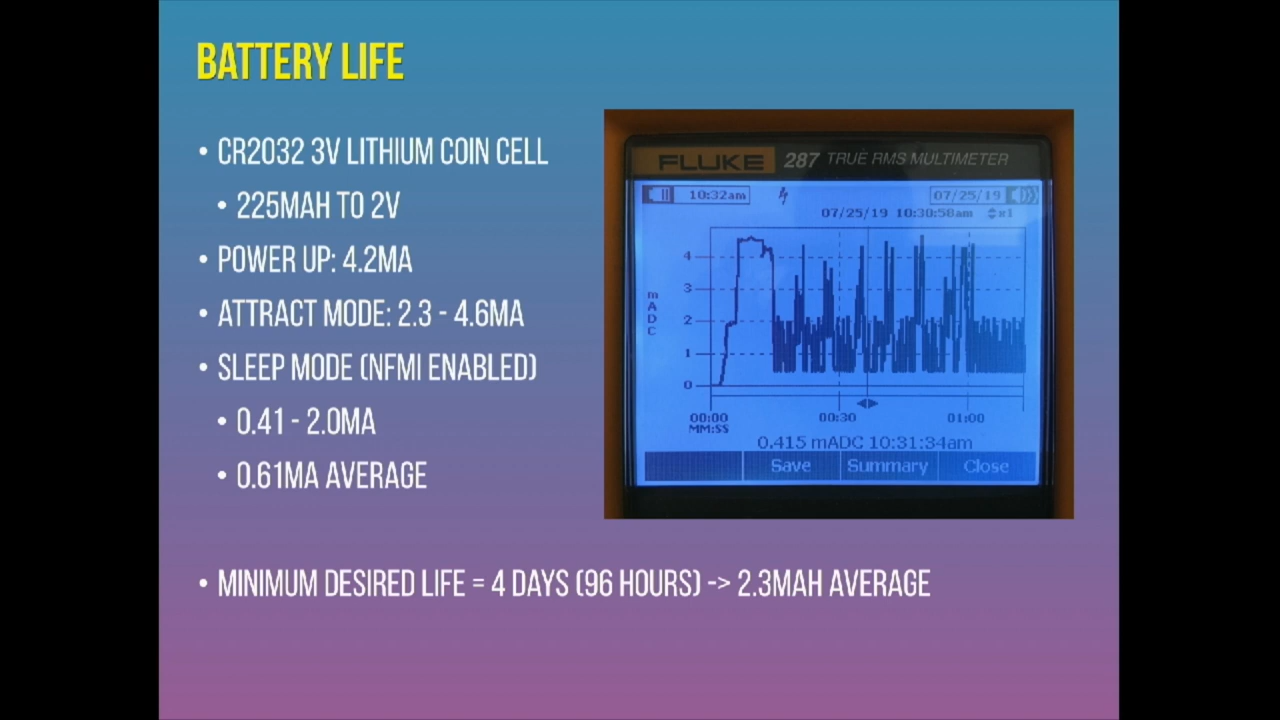 BATTERY LIFE
• CR2032 3V LITHIUM COIN CELL
• 225MAH TO 2V
• POWER UP: 4.2MA
• ATTRACT MODE: 2.3 - 4.6MA
• SLEEP MODE (NFMI ENABLED)
• 0.41 - 2.0MA
• 0.61MA AVERAGE
• MINIMUM DESIRED LIFE = 4 DAYS (96 HOURS) -> 2.3MAH AVERAGE
FLUKE 287 TRUE RMS MULTIMETER
10:32am 07/25/19
07/25/19 10:30:58am x1
4
3
2
1
0
mADC
00:00 00:30 01:00
MM:SS
0.415 mADC 10:31:34am
Save Summary Close